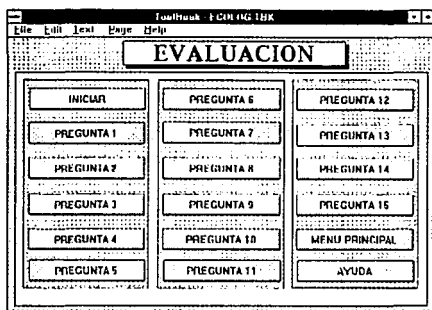 ToolBook - ECOLOG.TBK
File Edit Text Page Help
EVALUACION
INICIAR
PREGUNTA 1
PREGUNTA 2
PREGUNTA 3
PREGUNTA 4
PREGUNTA 5
PREGUNTA 6
PREGUNTA 7
PREGUNTA 8
PREGUNTA 9
PREGUNTA 10
PREGUNTA 11
PREGUNTA 12
PREGUNTA 13
PREGUNTA 14
PREGUNTA 15
MENU PRINCIPAL
AYUDA